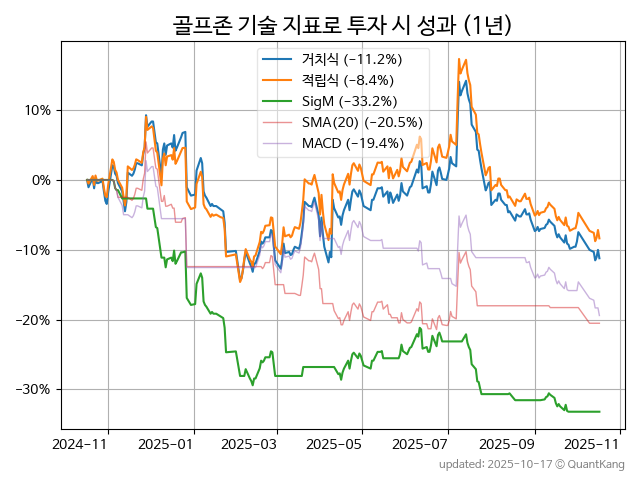 골프존 기술 지표로 투자 시 성과 (1년)
거치식 (−11.2%)
적립식 (−8.4%)
SigM (−33.2%)
SMA(20) (−20.5%)
MACD (−19.4%)
10%
0%
−10%
−20%
−30%
2024-11
2025-01
2025-03
2025-05
2025-07
2025-09
2025-11
updated: 2025-10-17 © QuantKang